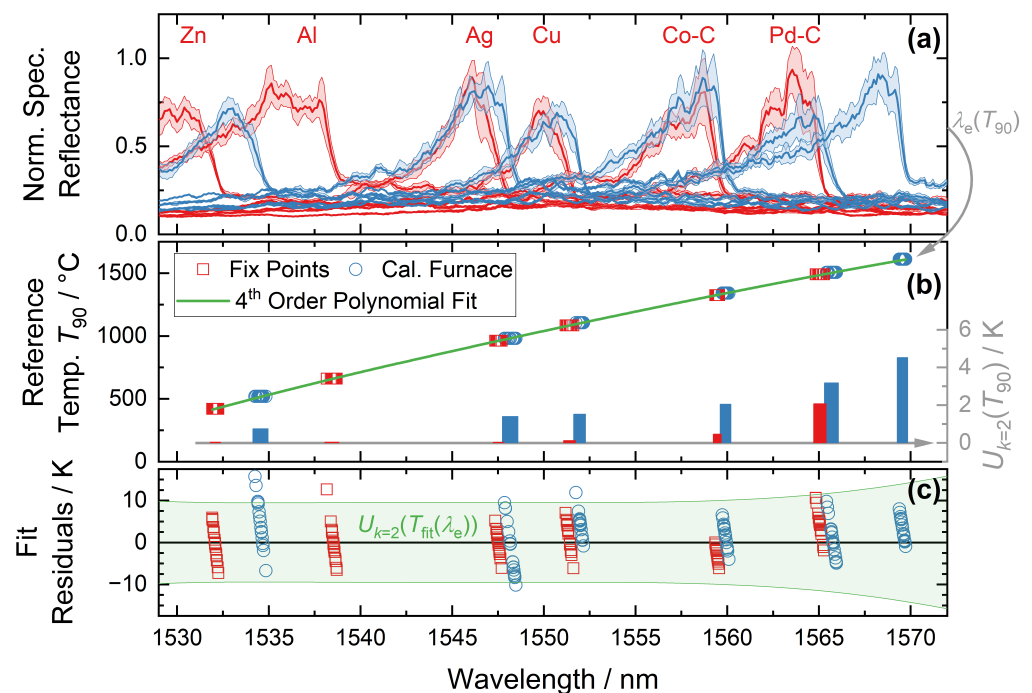 Zn Al Ag Cu Co-C Pd-C (a)
1.0
0.5
0.0
Norm. Spec.
Reflectance
λe(T90)
Fix Points Cal. Furnace
4th Order Polynomial Fit
(b)
1500
1000
500
0
Reference
Temp. T90 / °C
6
4
2
0
Uk=2(T90) / K
(c)
10
0
−10
Fit
Residuals / K
Uk=2(Tfit(λe))
1530 1535 1540 1545 1550 1555 1560 1565 1570
Wavelength / nm